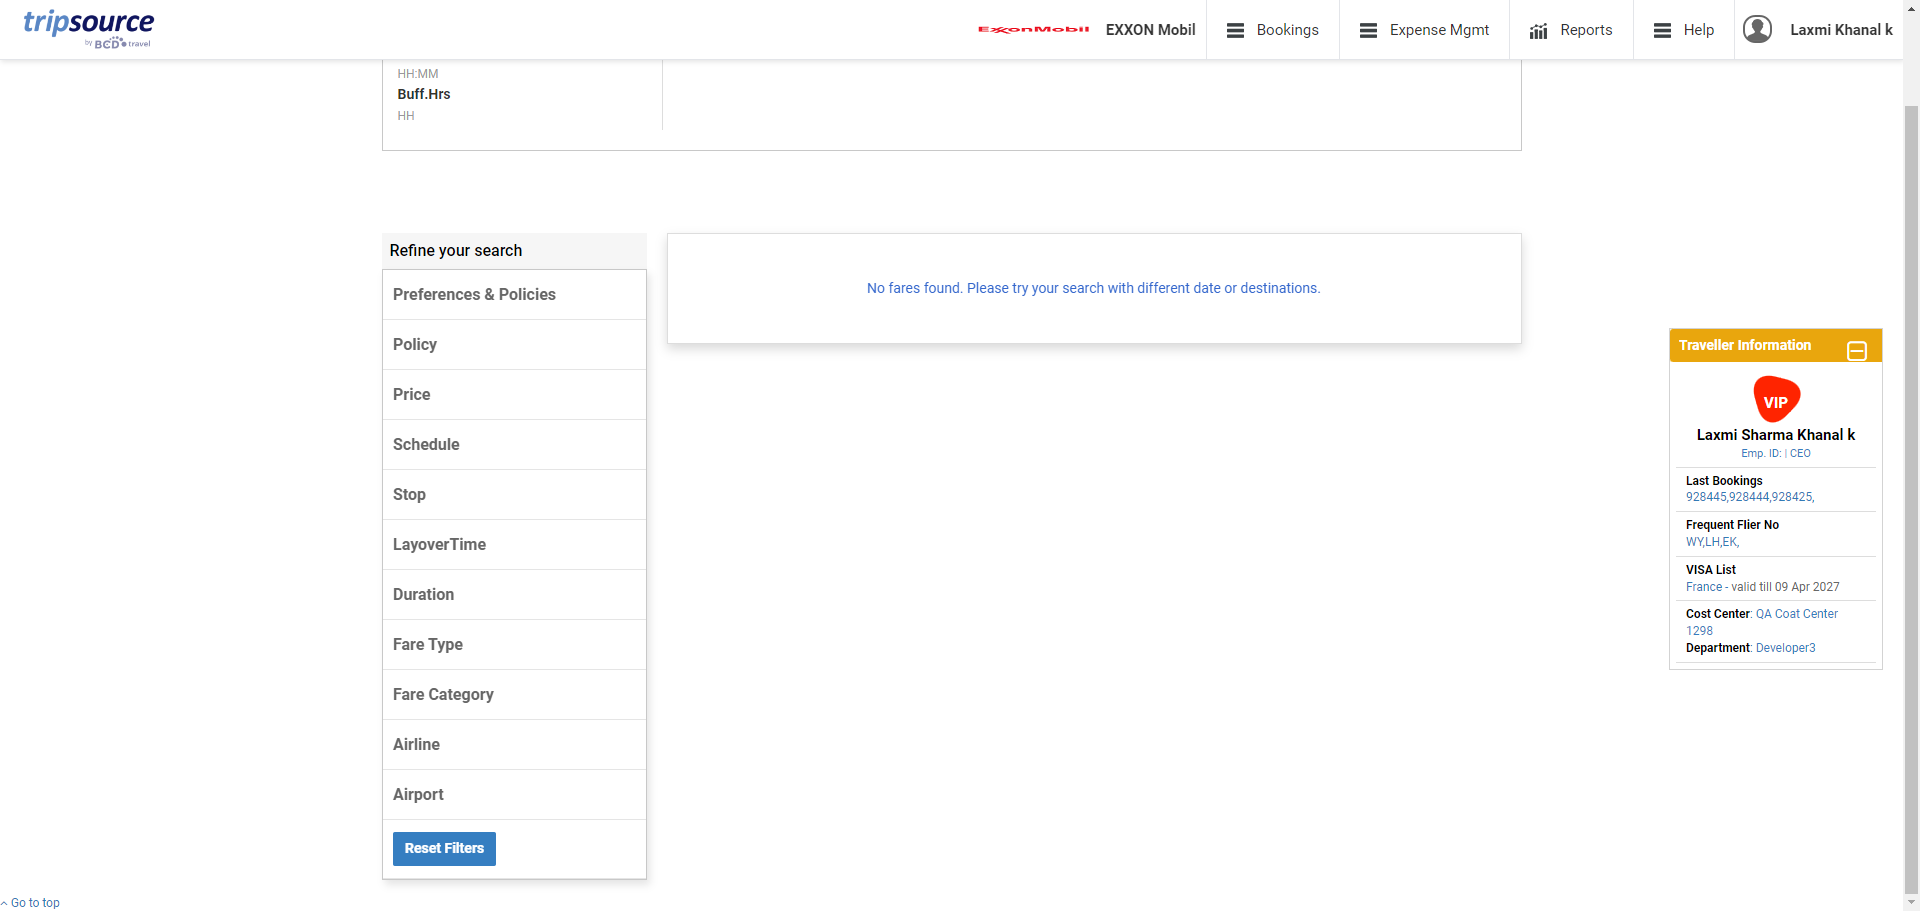 tripsource
by BCD travel
ExxonMobil
EXXON Mobil
Bookings
Expense Mgmt
Reports
Help
Laxmi Khanal k
HH:MM
Buff.Hrs
HH
Refine your search
Preferences & Policies
Policy
Price
Schedule
Stop
LayoverTime
Duration
Fare Type
Fare Category
Airline
Airport
Reset Filters
No fares found. Please try your search with different date or destinations.
Traveller Information
VIP
Laxmi Sharma Khanal k
Emp. ID: | CEO
Last Bookings
928445,928444,928425,
Frequent Flier No
WY,LH,EK,
VISA List
France - valid till 09 Apr 2027
Cost Center: QA Coat Center
1298
Department: Developer3
Go to top